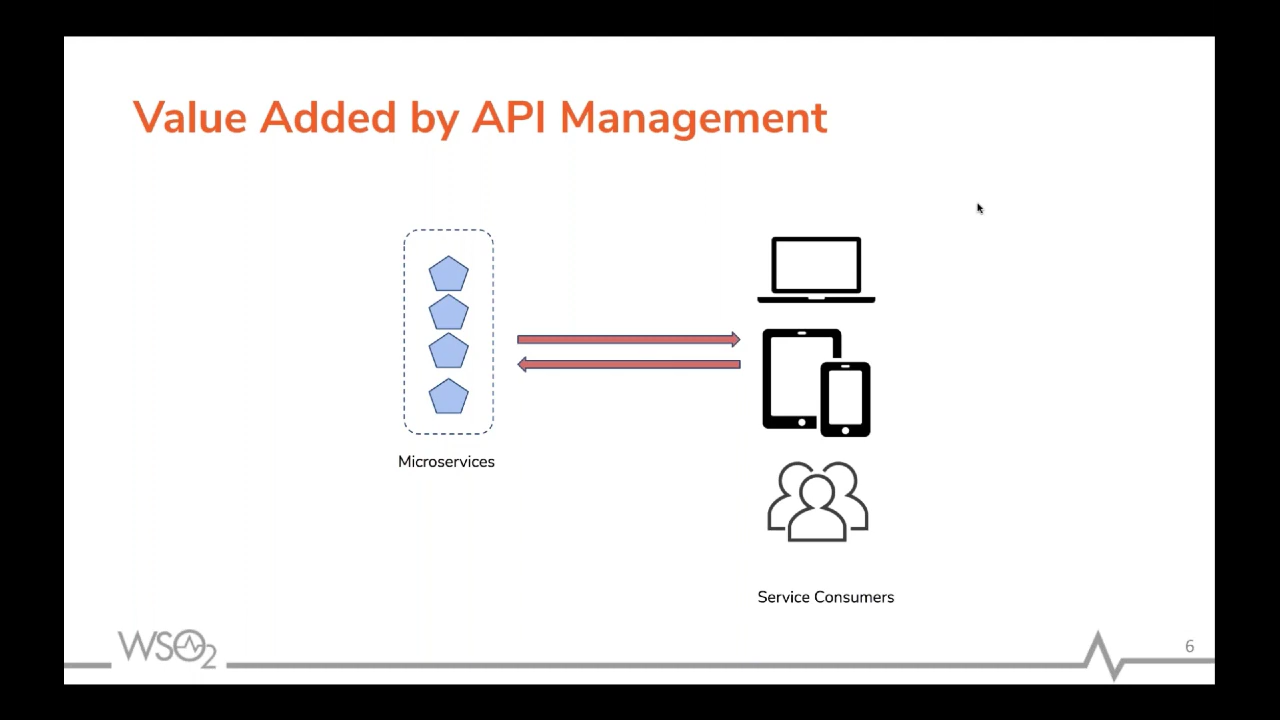 Value Added by API Management
Microservices
Service Consumers
WSO2
6